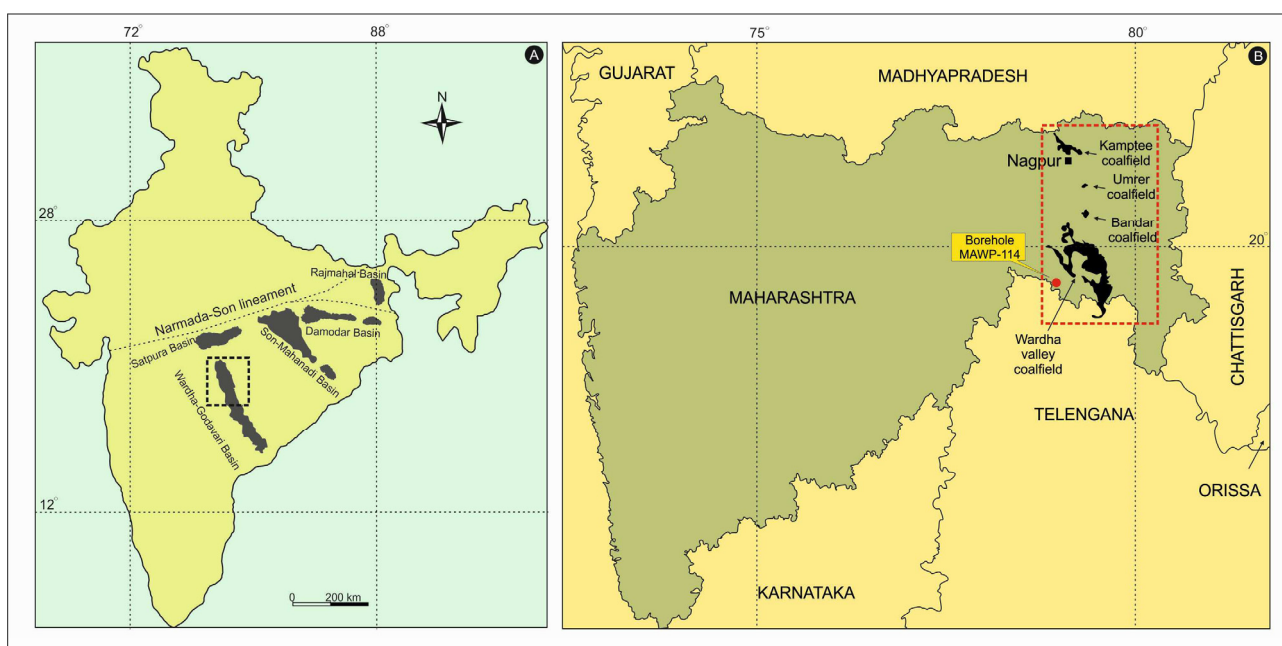 72°
88°
A
N
28°
Rajmahal Basin
Narmada-Son lineament
Damodar Basin
Satpura Basin
Son-Mahanadi Basin
Wardha-Godavari Basin
12°
0 200 km
75°
80°
B
GUJARAT
MADHYAPRADESH
Kamptee
coalfield
Nagpur
Umrer
coalfield
Bandar
coalfield
20°
Borehole
MAWP-114
MAHARASHTRA
Wardha
valley
coalfield
CHATTISGARH
TELENGANA
ORISSA
KARNATAKA